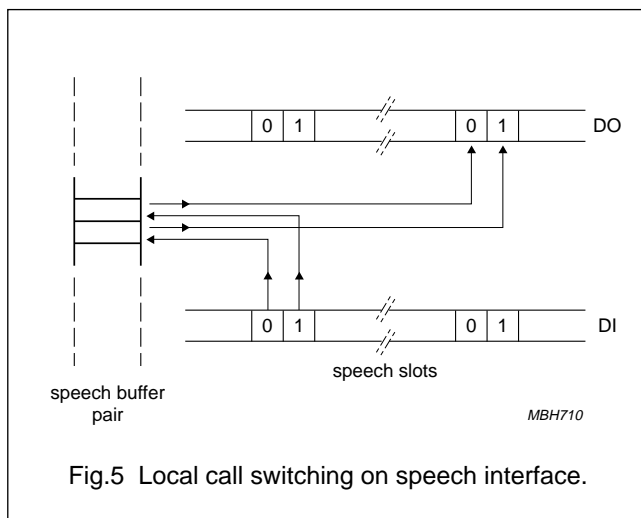 0 1 0 1 DO
0 1 0 1 DI
speech slots
speech buffer
pair
MBH710
Fig.5 Local call switching on speech interface.